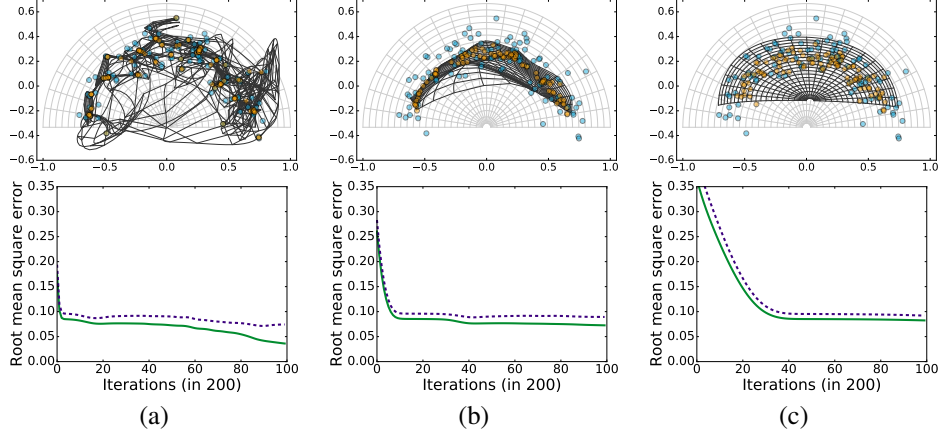 0.6 0.6 0.6
0.4 0.4 0.4
0.2 0.2 0.2
0.0 0.0 0.0
−0.2 −0.2 −0.2
−0.4 −0.4 −0.4
−0.6 −0.6 −0.6
−1.0 −0.5 0.0 0.5 1.0 −1.0 −0.5 0.0 0.5 1.0 −1.0 −0.5 0.0 0.5 1.0
Root mean square error Root mean square error Root mean square error
0.35 0.35 0.35
0.30 0.30 0.30
0.25 0.25 0.25
0.20 0.20 0.20
0.15 0.15 0.15
0.10 0.10 0.10
0.05 0.05 0.05
0.00 0.00 0.00
0 20 40 60 80 100 0 20 40 60 80 100 0 20 40 60 80 100
Iterations (in 200) Iterations (in 200) Iterations (in 200)
(a) (b) (c)